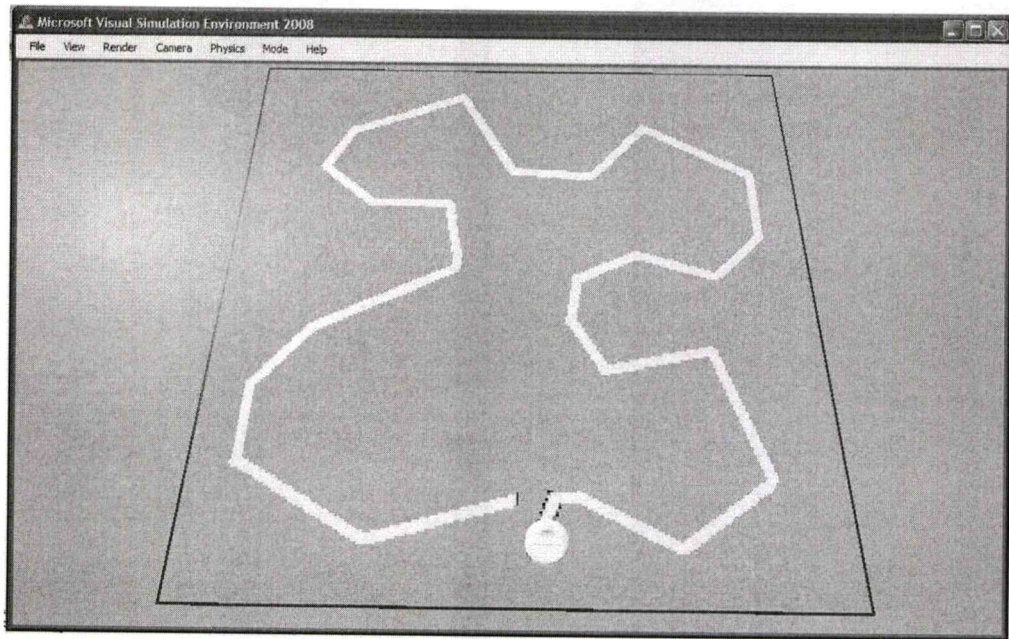 Microsoft Visual Simulation Environment 2008
File View Render Camera Physics Mode Help